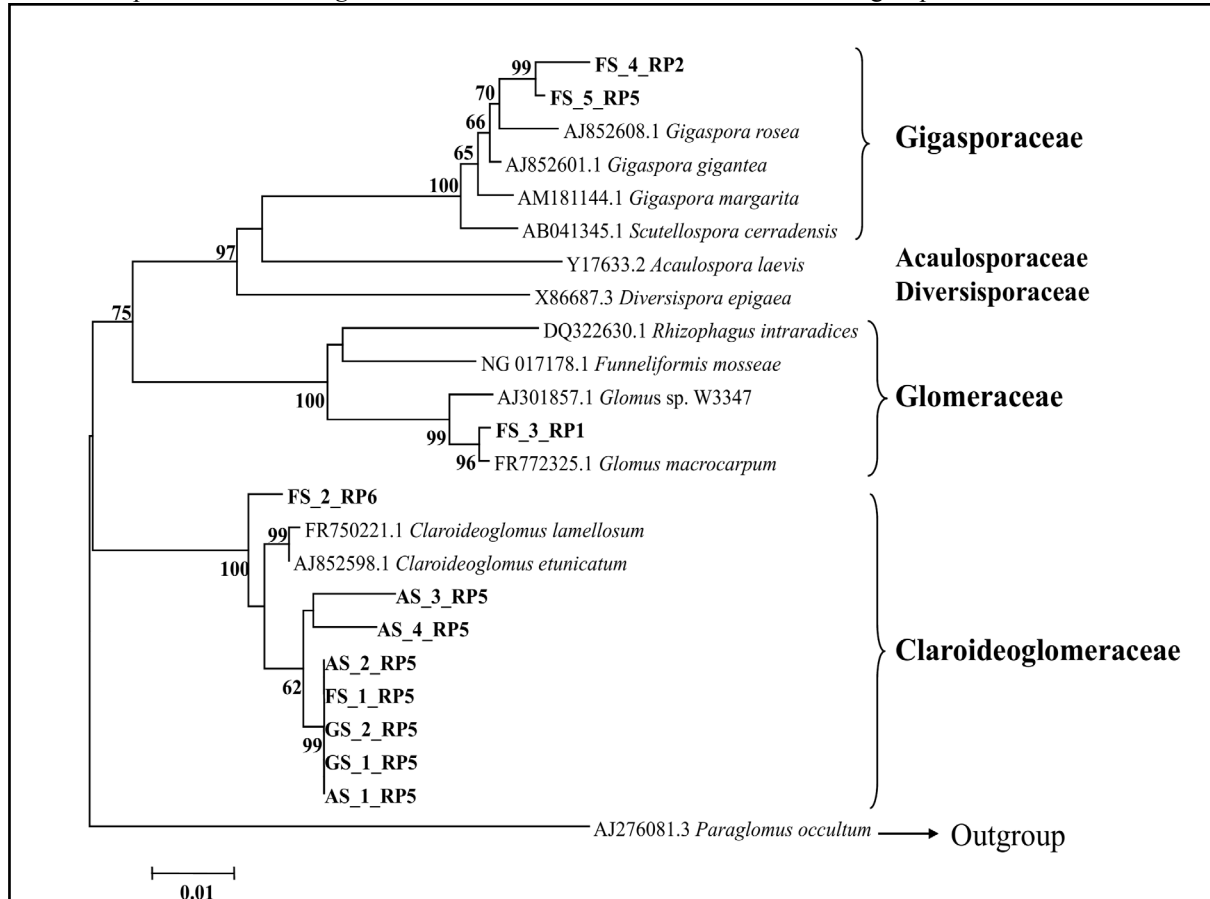 99
FS_4_RP2
FS_5_RP5
70
AJ852608.1 Gigaspora rosea
66
AJ852601.1 Gigaspora gigantea
65
AM181144.1 Gigaspora margarita
100
AB041345.1 Scutellospora cerradensis
Gigasporaceae
97
Y17633.2 Acaulospora laevis
Acaulosporaceae
X86687.3 Diversispora epigaea
Diversisporaceae
75
DQ322630.1 Rhizophagus intraradices
NG 017178.1 Funneliformis mosseae
100
AJ301857.1 Glomus sp. W3347
99
FS_3_RP1
96
FR772325.1 Glomus macrocarpum
Glomeraceae
FS_2_RP6
99
FR750221.1 Claroideoglomus lamellosum
100
AJ852598.1 Claroideoglomus etunicatum
AS_3_RP5
AS_4_RP5
62
AS_2_RP5
FS_1_RP5
GS_2_RP5
99
GS_1_RP5
AS_1_RP5
Claroideoglomeraceae
AJ276081.3 Paraglomus occultum
Outgroup
0.01